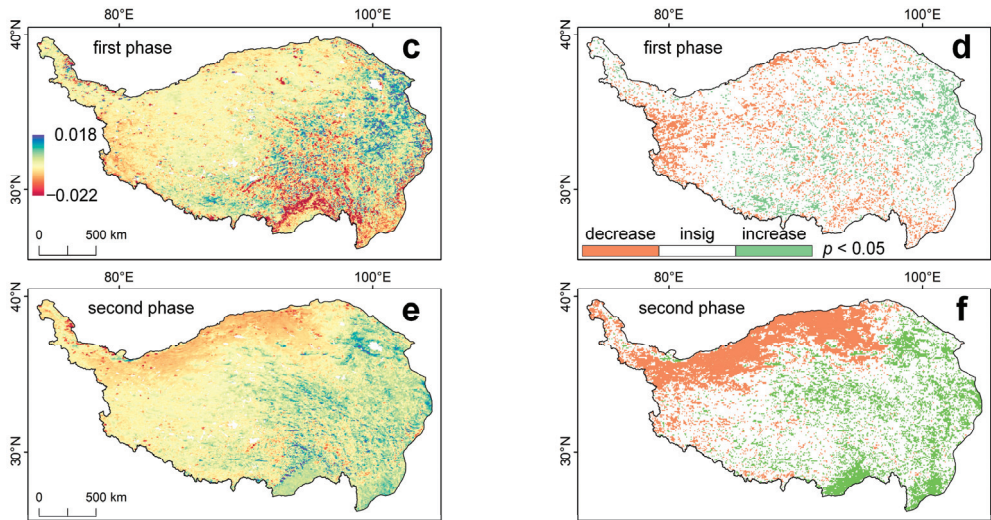 80°E 100°E 80°E 100°E
40°N first phase c 40°N first phase d
0.018
−0.022
30°N 30°N
0 500 km
decrease insig increase p < 0.05
80°E 100°E 80°E 100°E
40°N second phase e 40°N second phase f
30°N 30°N
0 500 km